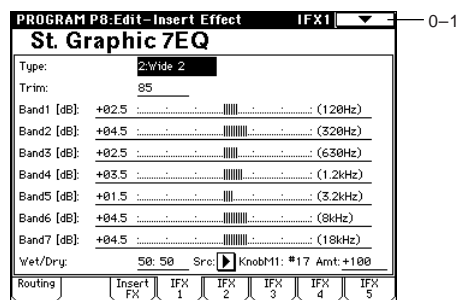 PROGRAM P8:Edit-Insert Effect IFX1
0–1
St. Graphic 7EQ
Type: 2:Wide 2
Trim: 85
Band1 [dB]: +02.5 (120Hz)
Band2 [dB]: +04.5 (320Hz)
Band3 [dB]: +02.5 (630Hz)
Band4 [dB]: +03.5 (1.2kHz)
Band5 [dB]: +01.5 (3.2kHz)
Band6 [dB]: +04.5 (8kHz)
Band7 [dB]: +04.5 (18kHz)
Wet/Dry: 50: 50 Src: KnobM1: #17 Amt:+100
Routing Insert FX IFX 1 IFX 2 IFX 3 IFX 4 IFX 5